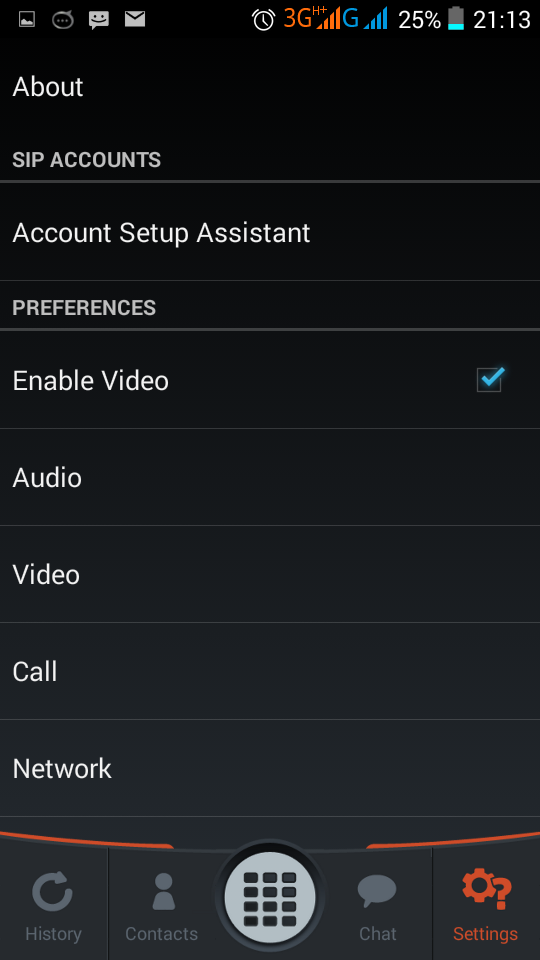 3G H+ G 25% 21:13
About
SIP ACCOUNTS
Account Setup Assistant
PREFERENCES
Enable Video
Audio
Video
Call
Network
History Contacts Chat Settings